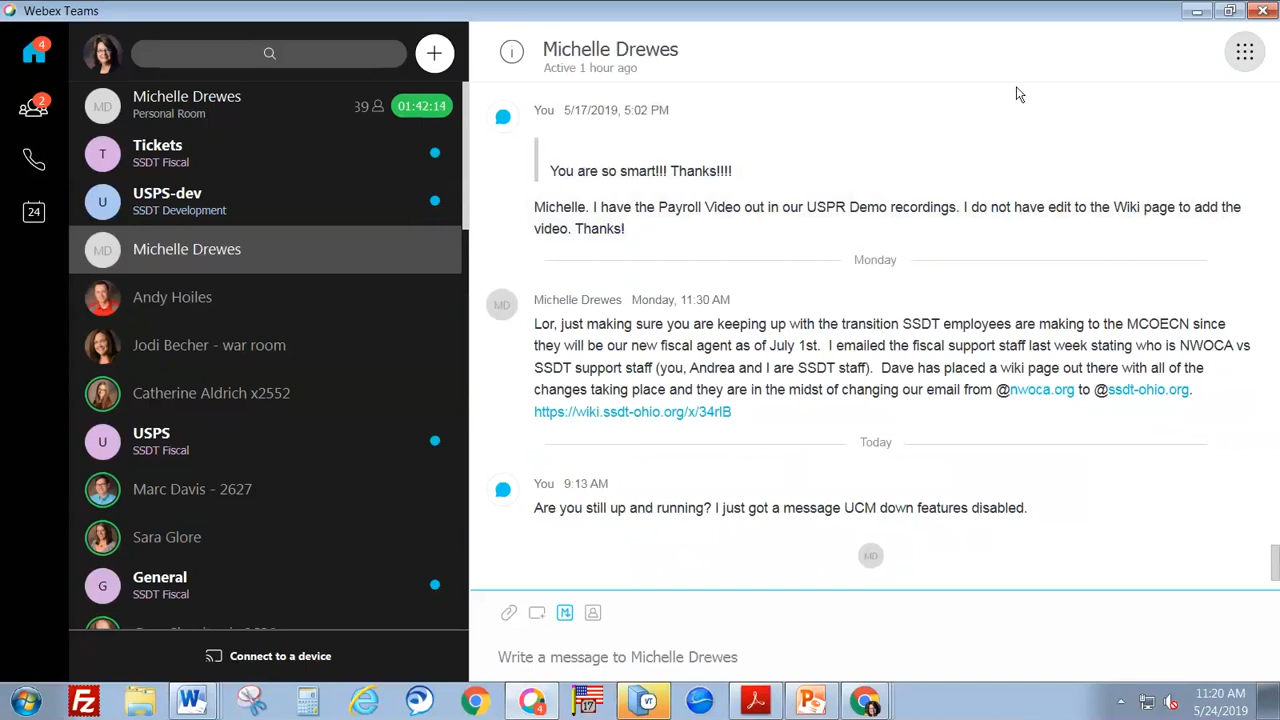 Webex Teams
4
Michelle Drewes
Active 1 hour ago
MD
Michelle Drewes
Personal Room
39
01:42:14
You 5/17/2019, 5:02 PM
2
T
Tickets
SSDT Fiscal
You are so smart!!! Thanks!!!!
U
USPS-dev
SSDT Development
Michelle. I have the Payroll Video out in our USPR Demo recordings. I do not have edit to the Wiki page to add the
video. Thanks!
24
MD
Michelle Drewes
Monday
Andy Hoiles
MD
Michelle Drewes Monday, 11:30 AM
Lor, just making sure you are keeping up with the transition SSDT employees are making to the MCOECN since
they will be our new fiscal agent as of July 1st. I emailed the fiscal support staff last week stating who is NWOCA vs
SSDT support staff (you, Andrea and I are SSDT staff). Dave has placed a wiki page out there with all of the
changes taking place and they are in the midst of changing our email from @nwoca.org to @ssdt-ohio.org.
https://wiki.ssdt-ohio.org/x/34rlB
Jodi Becher - war room
Catherine Aldrich x2552
U
USPS
SSDT Fiscal
Today
Marc Davis - 2627
You 9:13 AM
Are you still up and running? I just got a message UCM down features disabled.
Sara Glore
MD
G
General
SSDT Fiscal
Connect to a device
Write a message to Michelle Drewes
W
4
17
VT
P
11:20 AM
5/24/2019